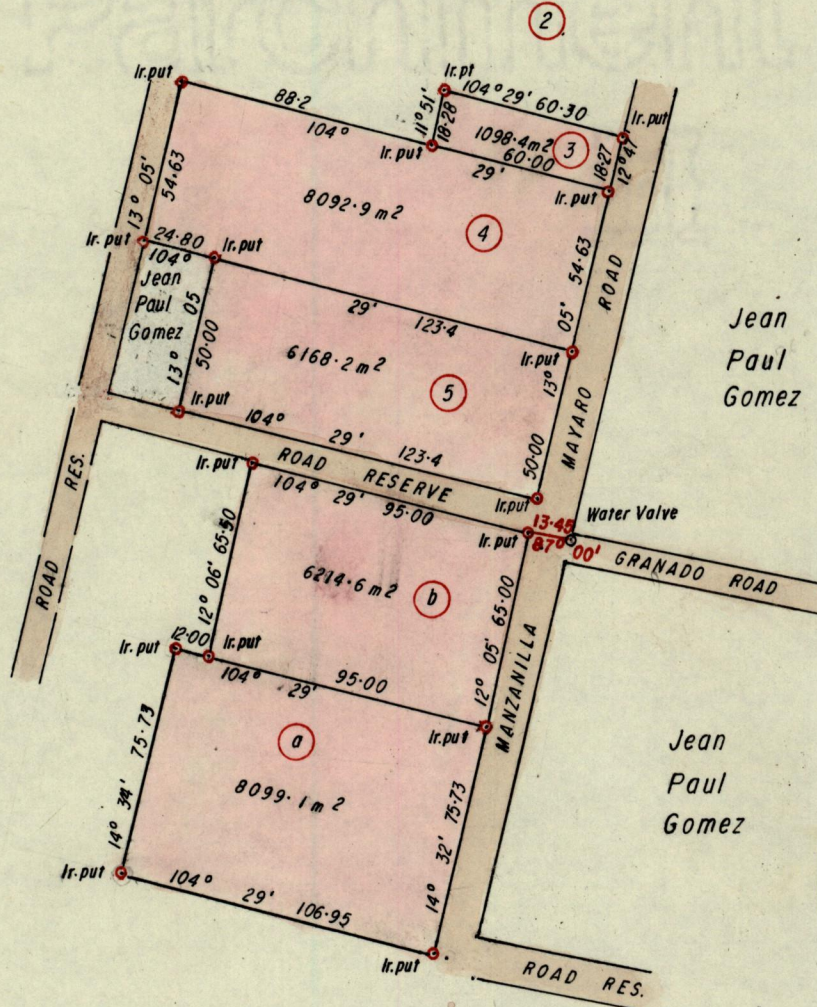 2
Ir.put
88.2
104°
Ir.put
Ir.pt
104° 29' 60.30
11° 51'
18.28
1098.4 m2
3
60.00
29'
18.27
12° 47'
Ir.put
Ir.put
13° 05'
54.63
8092.9 m2
4
54.63
05'
13°
Ir.put
24.80
104°
Ir.put
29'
123.4
Ir.put
Jean
Paul
Gomez
13° 05
50.00
6168.2 m2
5
50.00
MAYARO ROAD
Jean
Paul
Gomez
Ir.put
104° 29' 123.4
Ir.put
ROAD RES.
ROAD RESERVE
Ir.put
104° 29' 95.00
Ir.put
13.45
87° 00'
Water Valve
GRANADO ROAD
12° 06' 65.50
b
12° 05' 65.00
MANZANILLA
Ir.put
12.00
Ir.put
104° 29' 95.00
Ir.put
a
8099.1 m2
14° 34' 75.73
14° 32' 75.73
Jean
Paul
Gomez
Ir.put
104° 29' 106.95
Ir.put
ROAD RES.